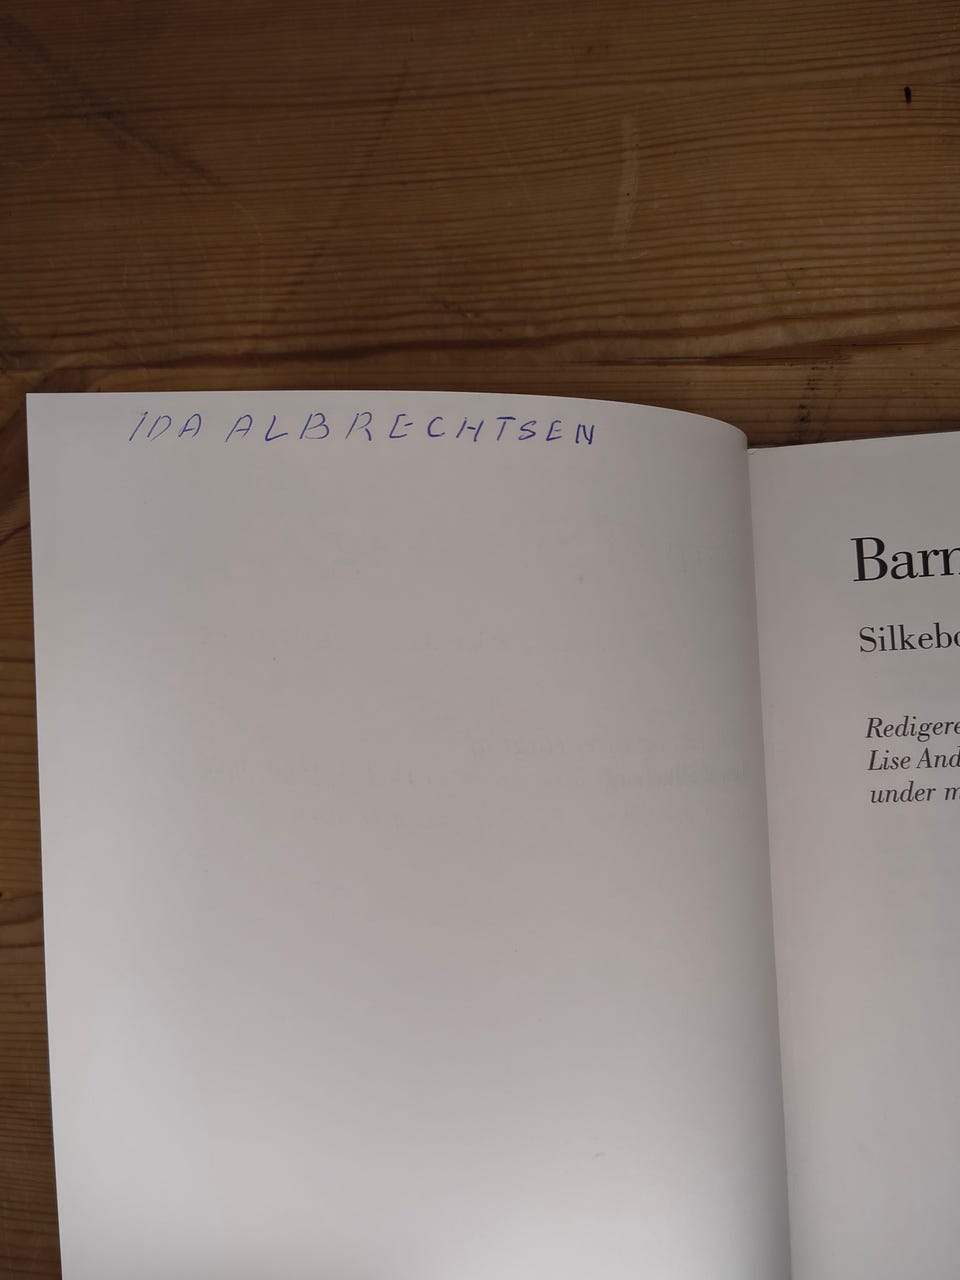 IDA ALBRECHTSEN
Barn
Silkebo
Redigere
Lise And
under m